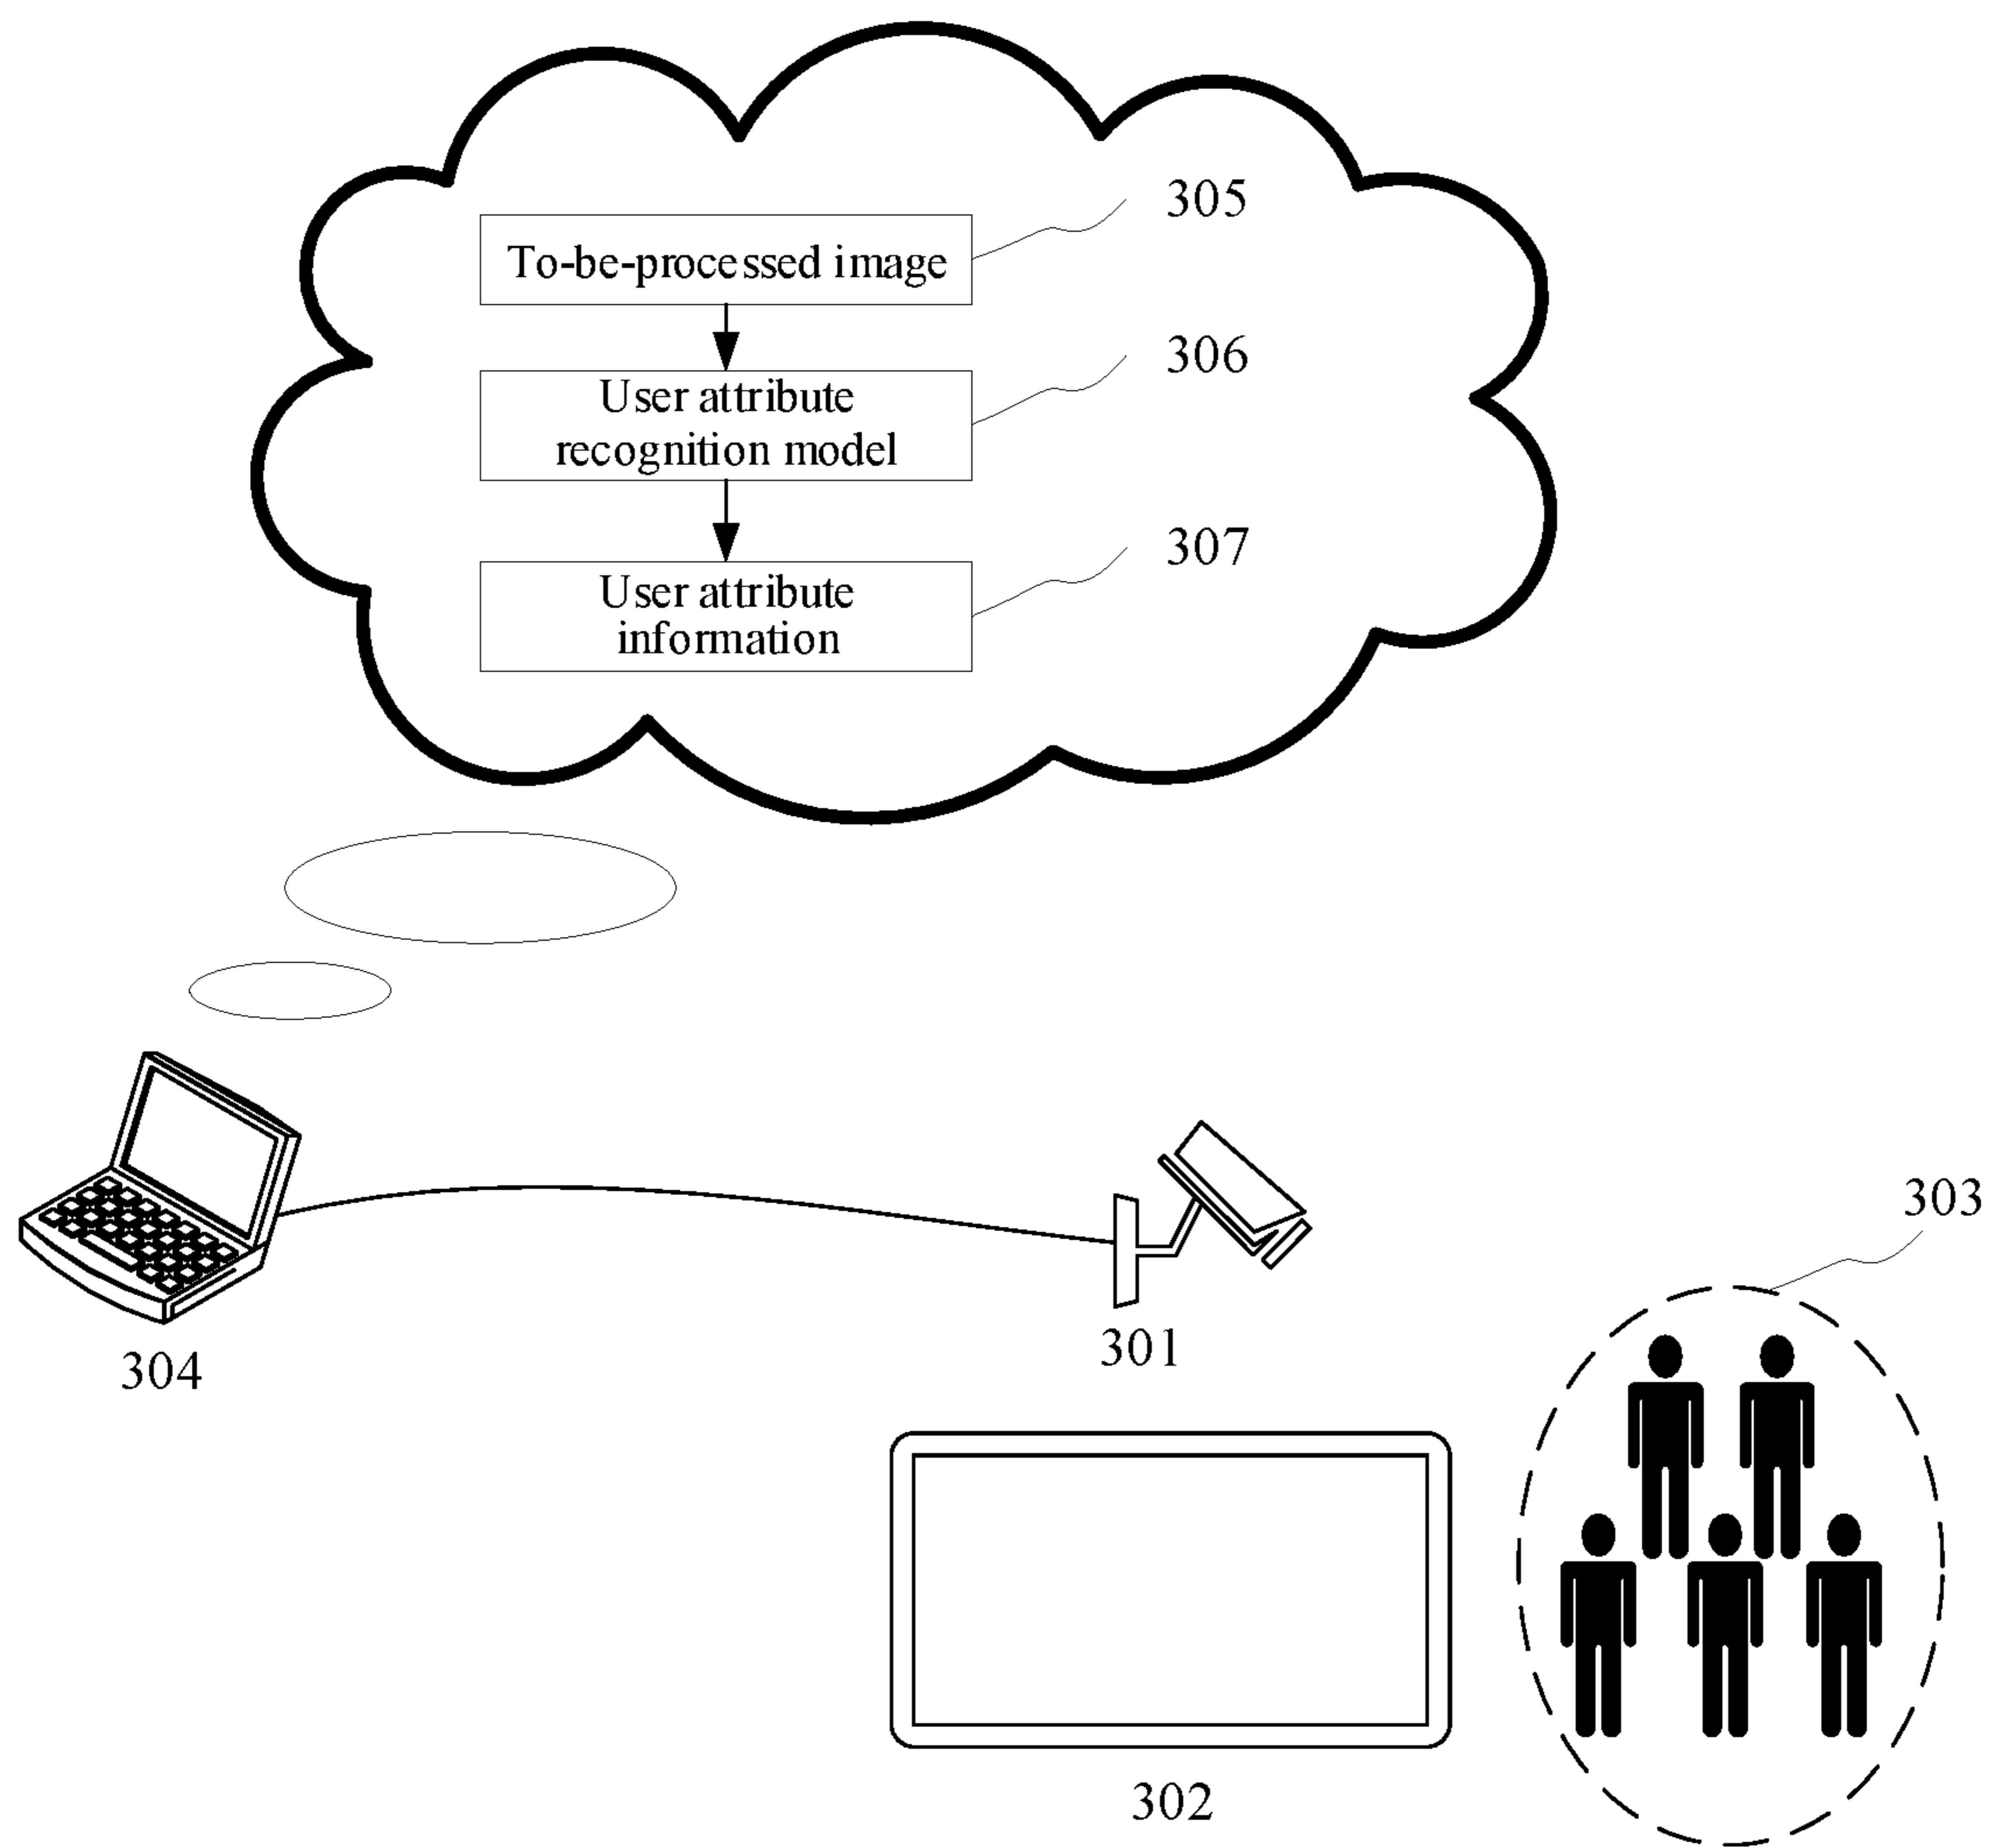 305
To-be-processed image
306
User attribute
recognition model
307
User attribute
information
303
301
304
302